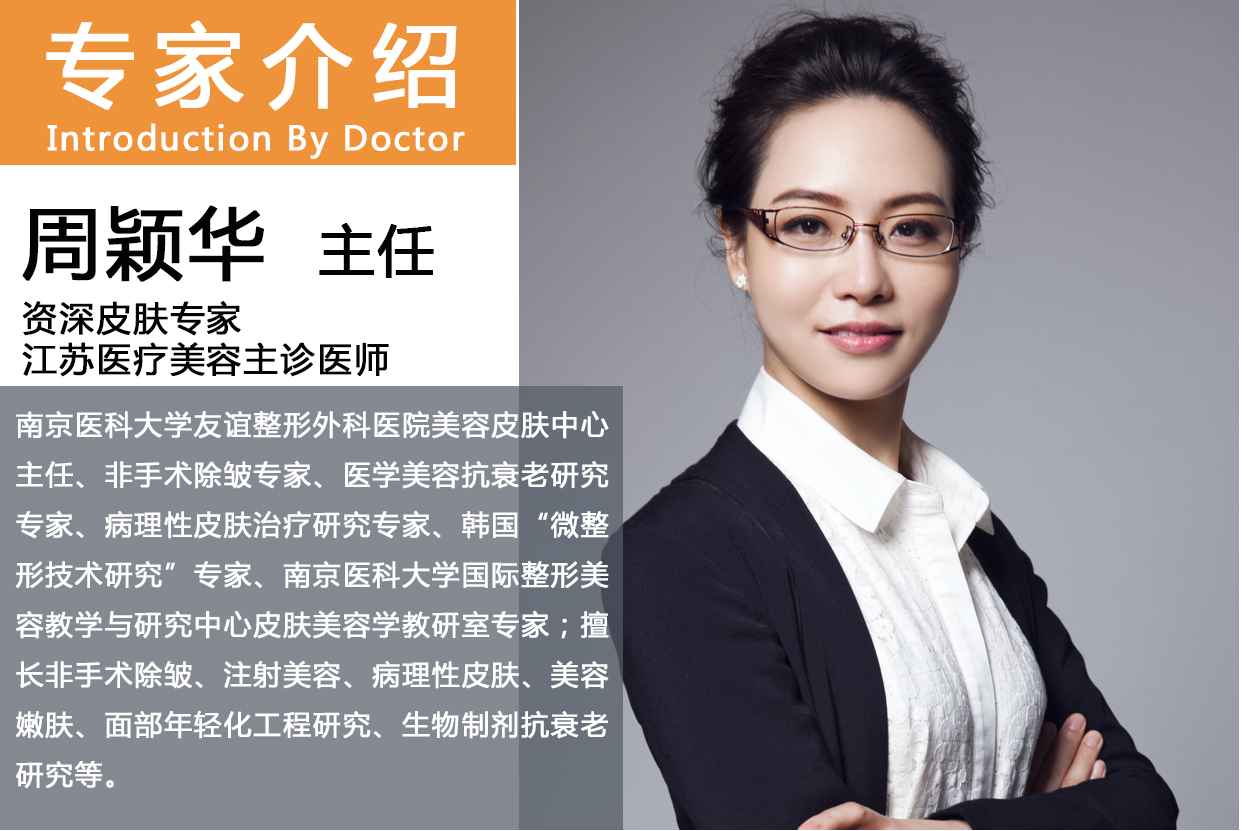 专家介绍
Introduction By Doctor
周颖华 主任
资深皮肤专家
江苏医疗美容主诊医师
南京医科大学友谊整形外科医院美容皮肤中心
主任、非手术除皱专家、医学美容抗衰老研究
专家、病理性皮肤治疗研究专家、韩国“微整
形技术研究”专家、南京医科大学国际整形美
容教学与研究中心皮肤美容学教研室专家；擅
长非手术除皱、注射美容、病理性皮肤、美容
嫩肤、面部年轻化工程研究、生物制剂抗衰老
研究等。